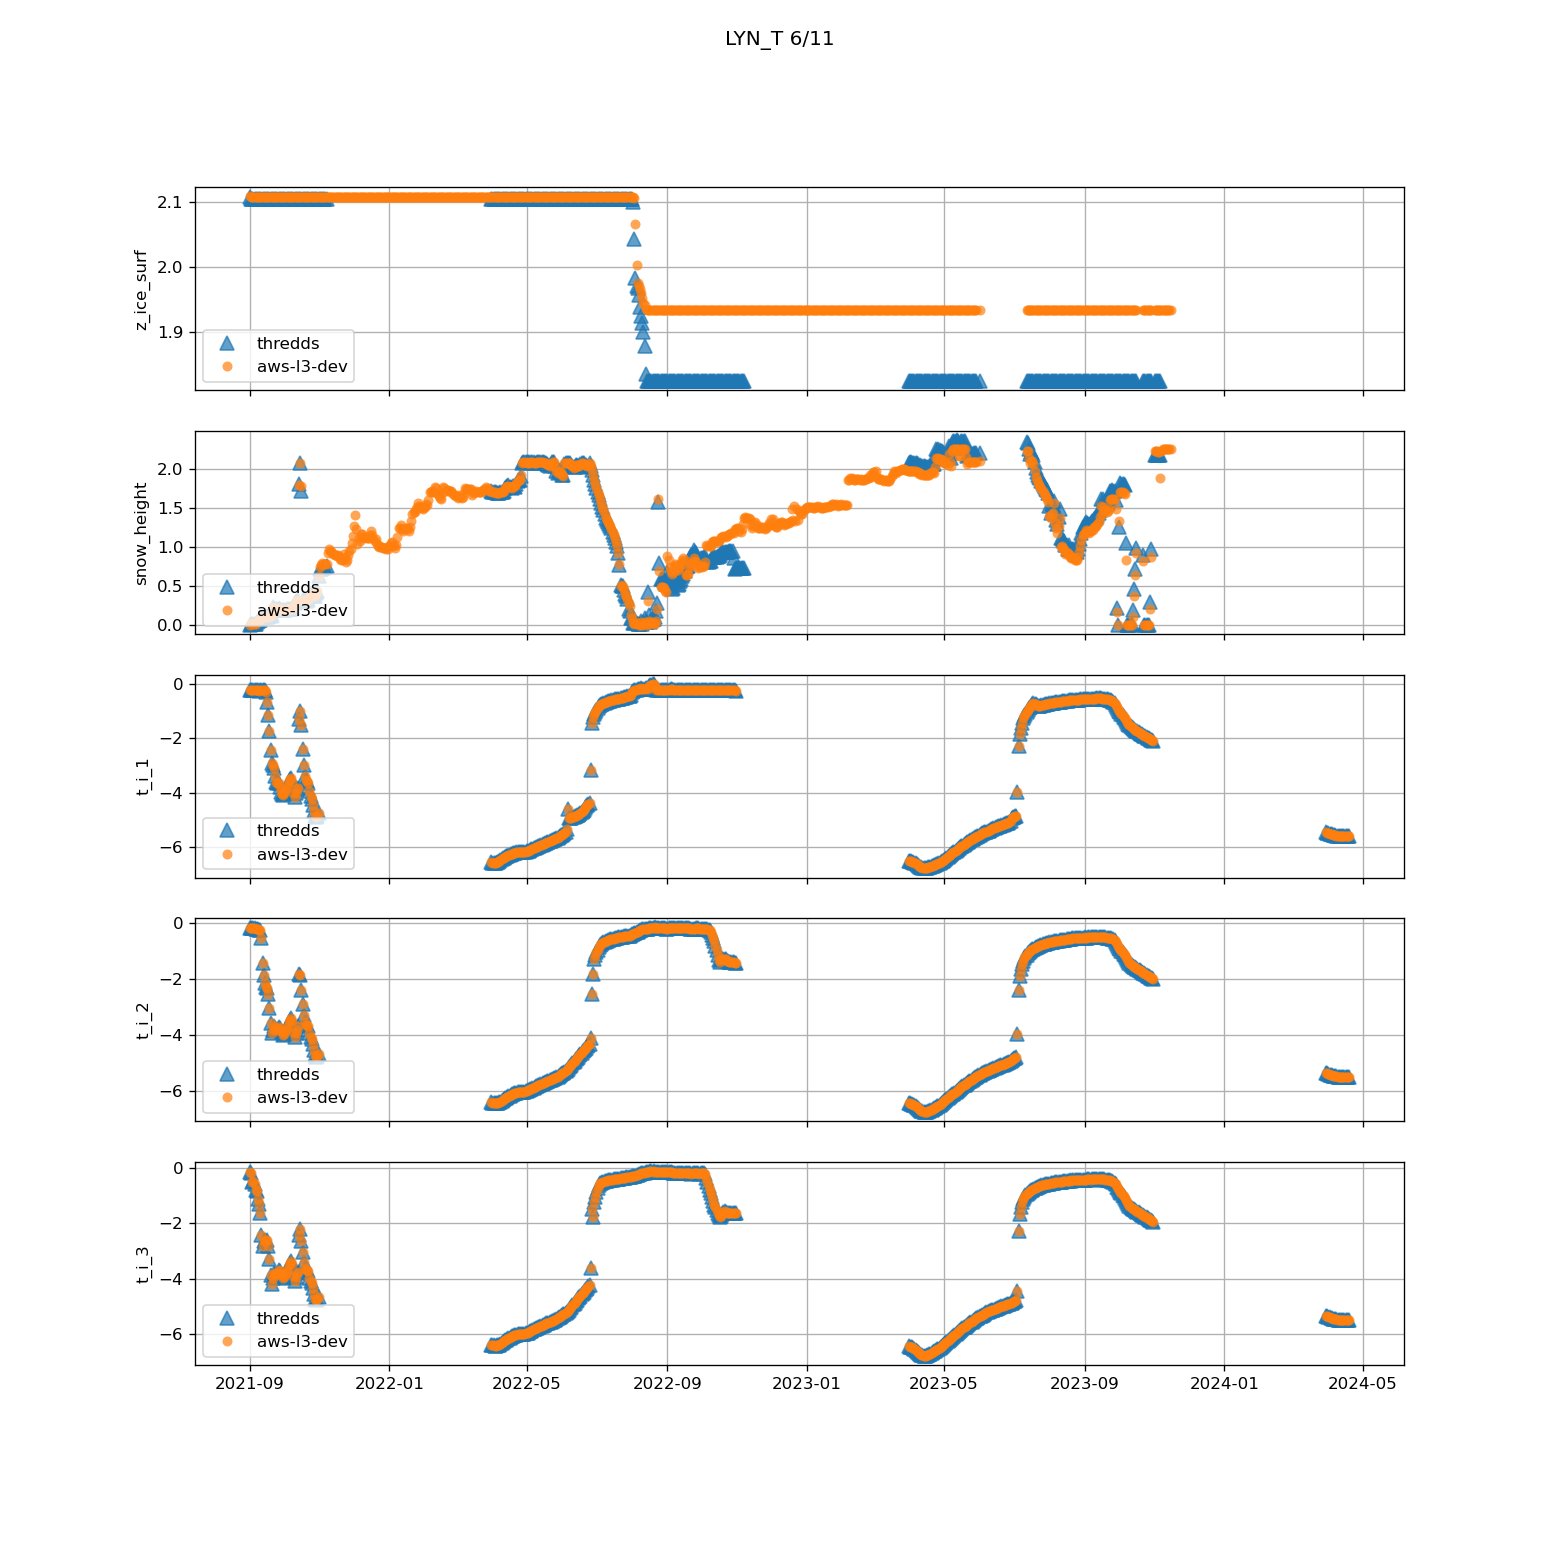 LYN_T 6/11
2.1
2.0
1.9
z_ice_surf
thredds
aws-l3-dev
2.0
1.5
1.0
0.5
0.0
snow_height
thredds
aws-l3-dev
0
−2
−4
−6
t_i_1
thredds
aws-l3-dev
0
−2
−4
−6
t_i_2
thredds
aws-l3-dev
0
−2
−4
−6
t_i_3
thredds
aws-l3-dev
2021-09 2022-01 2022-05 2022-09 2023-01 2023-05 2023-09 2024-01 2024-05